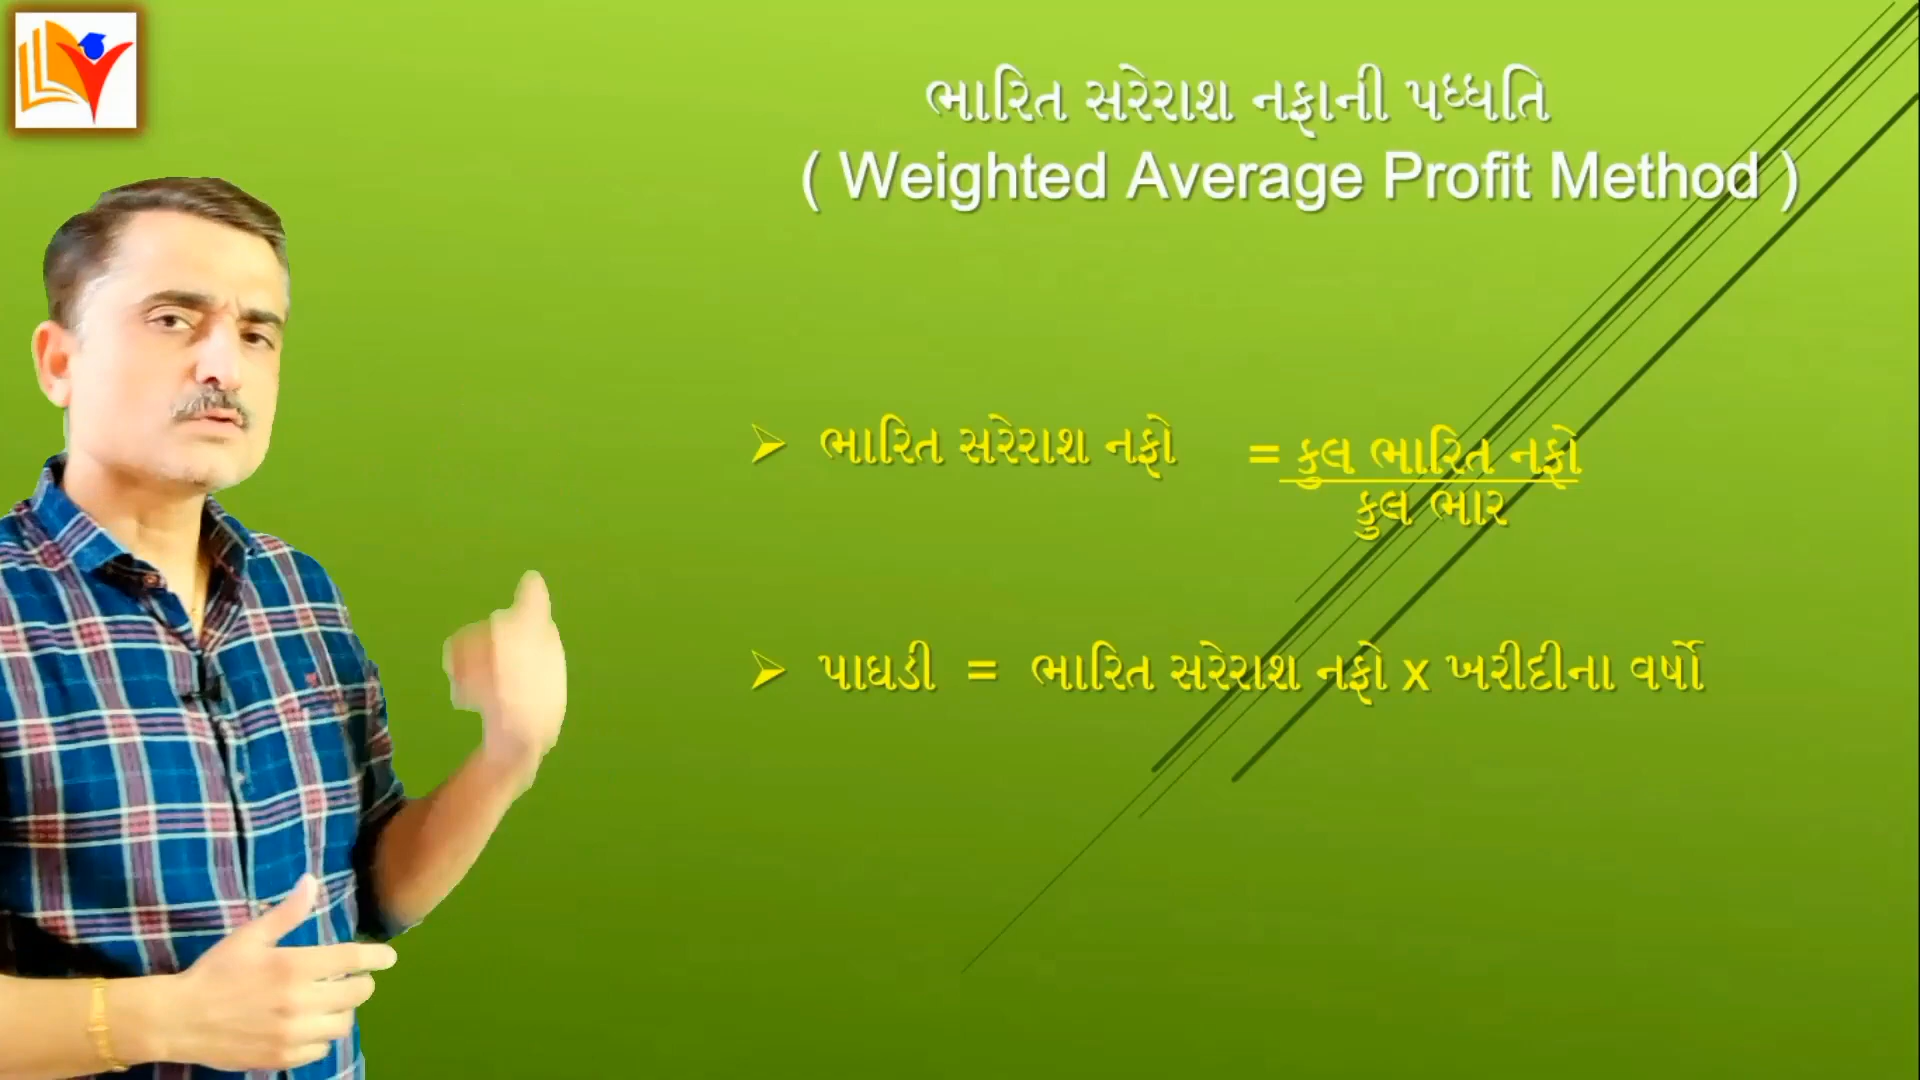 ભારિત સરેરાશ નફાની પધ્ધતિ
( Weighted Average Profit Method )
➢ ભારિત સરેરાશ નફો = કુલ ભારિત નફો
કુલ ભાર
➢ પાઘડી = ભારિત સરેરાશ નફો x ખરીદીના વર્ષો